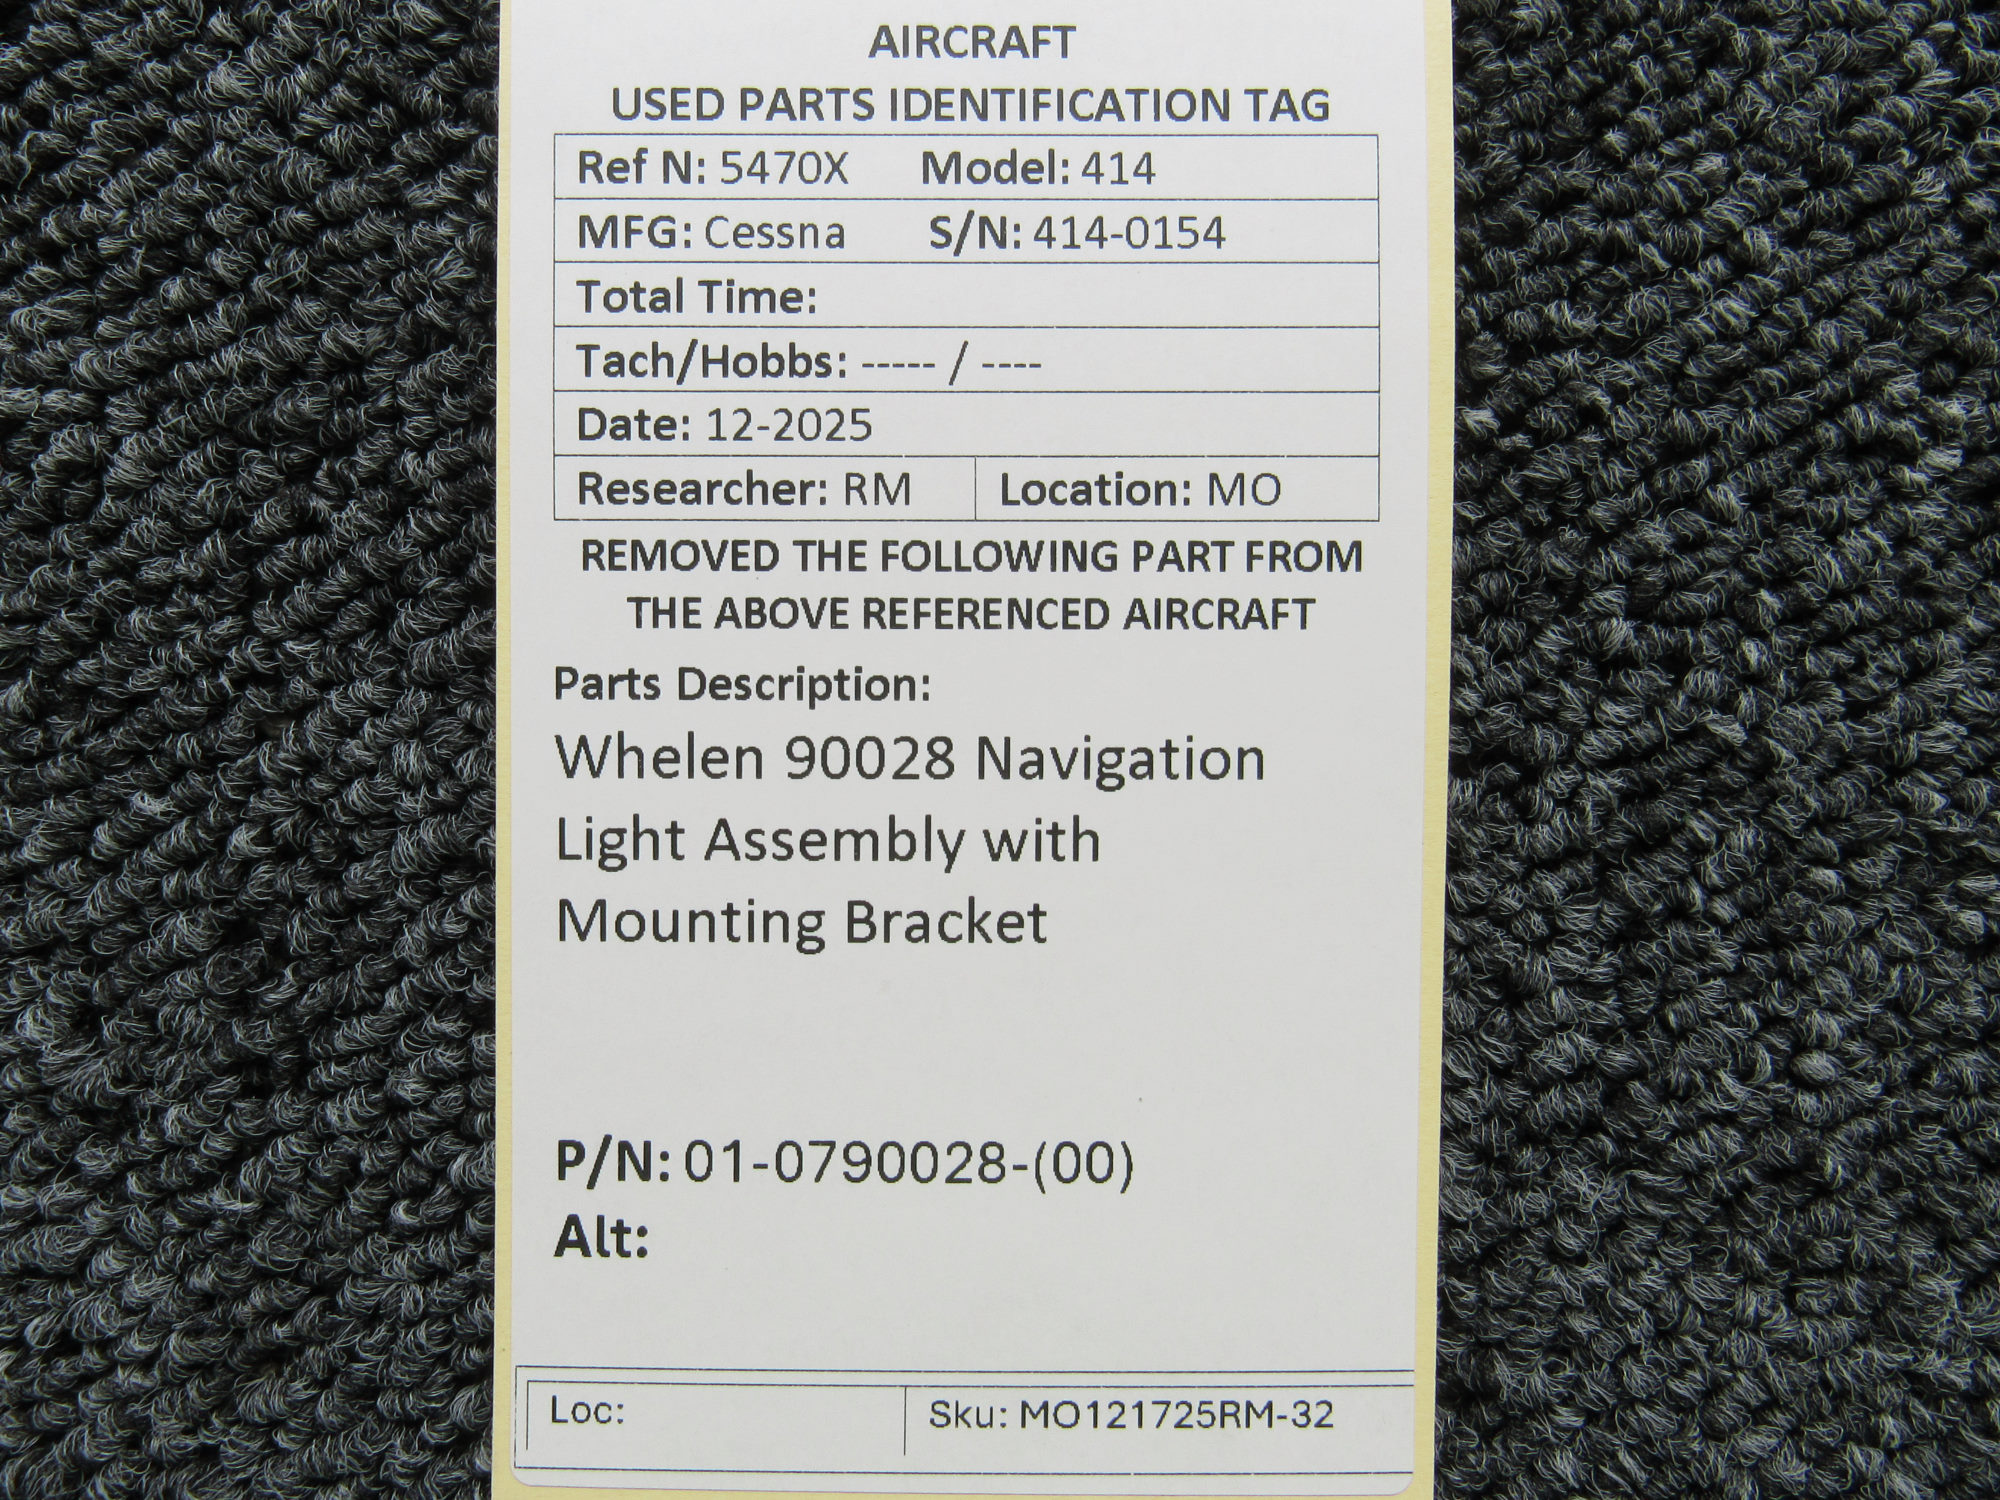 AIRCRAFT
USED PARTS IDENTIFICATION TAG
Ref N: 5470X Model: 414
MFG: Cessna S/N: 414-0154
Total Time:
Tach/Hobbs: ----- / ----
Date: 12-2025
Researcher: RM Location: MO
REMOVED THE FOLLOWING PART FROM
THE ABOVE REFERENCED AIRCRAFT
Parts Description:
Whelen 90028 Navigation
Light Assembly with
Mounting Bracket
P/N: 01-0790028-(00)
Alt:
Loc: Sku: MO121725RM-32